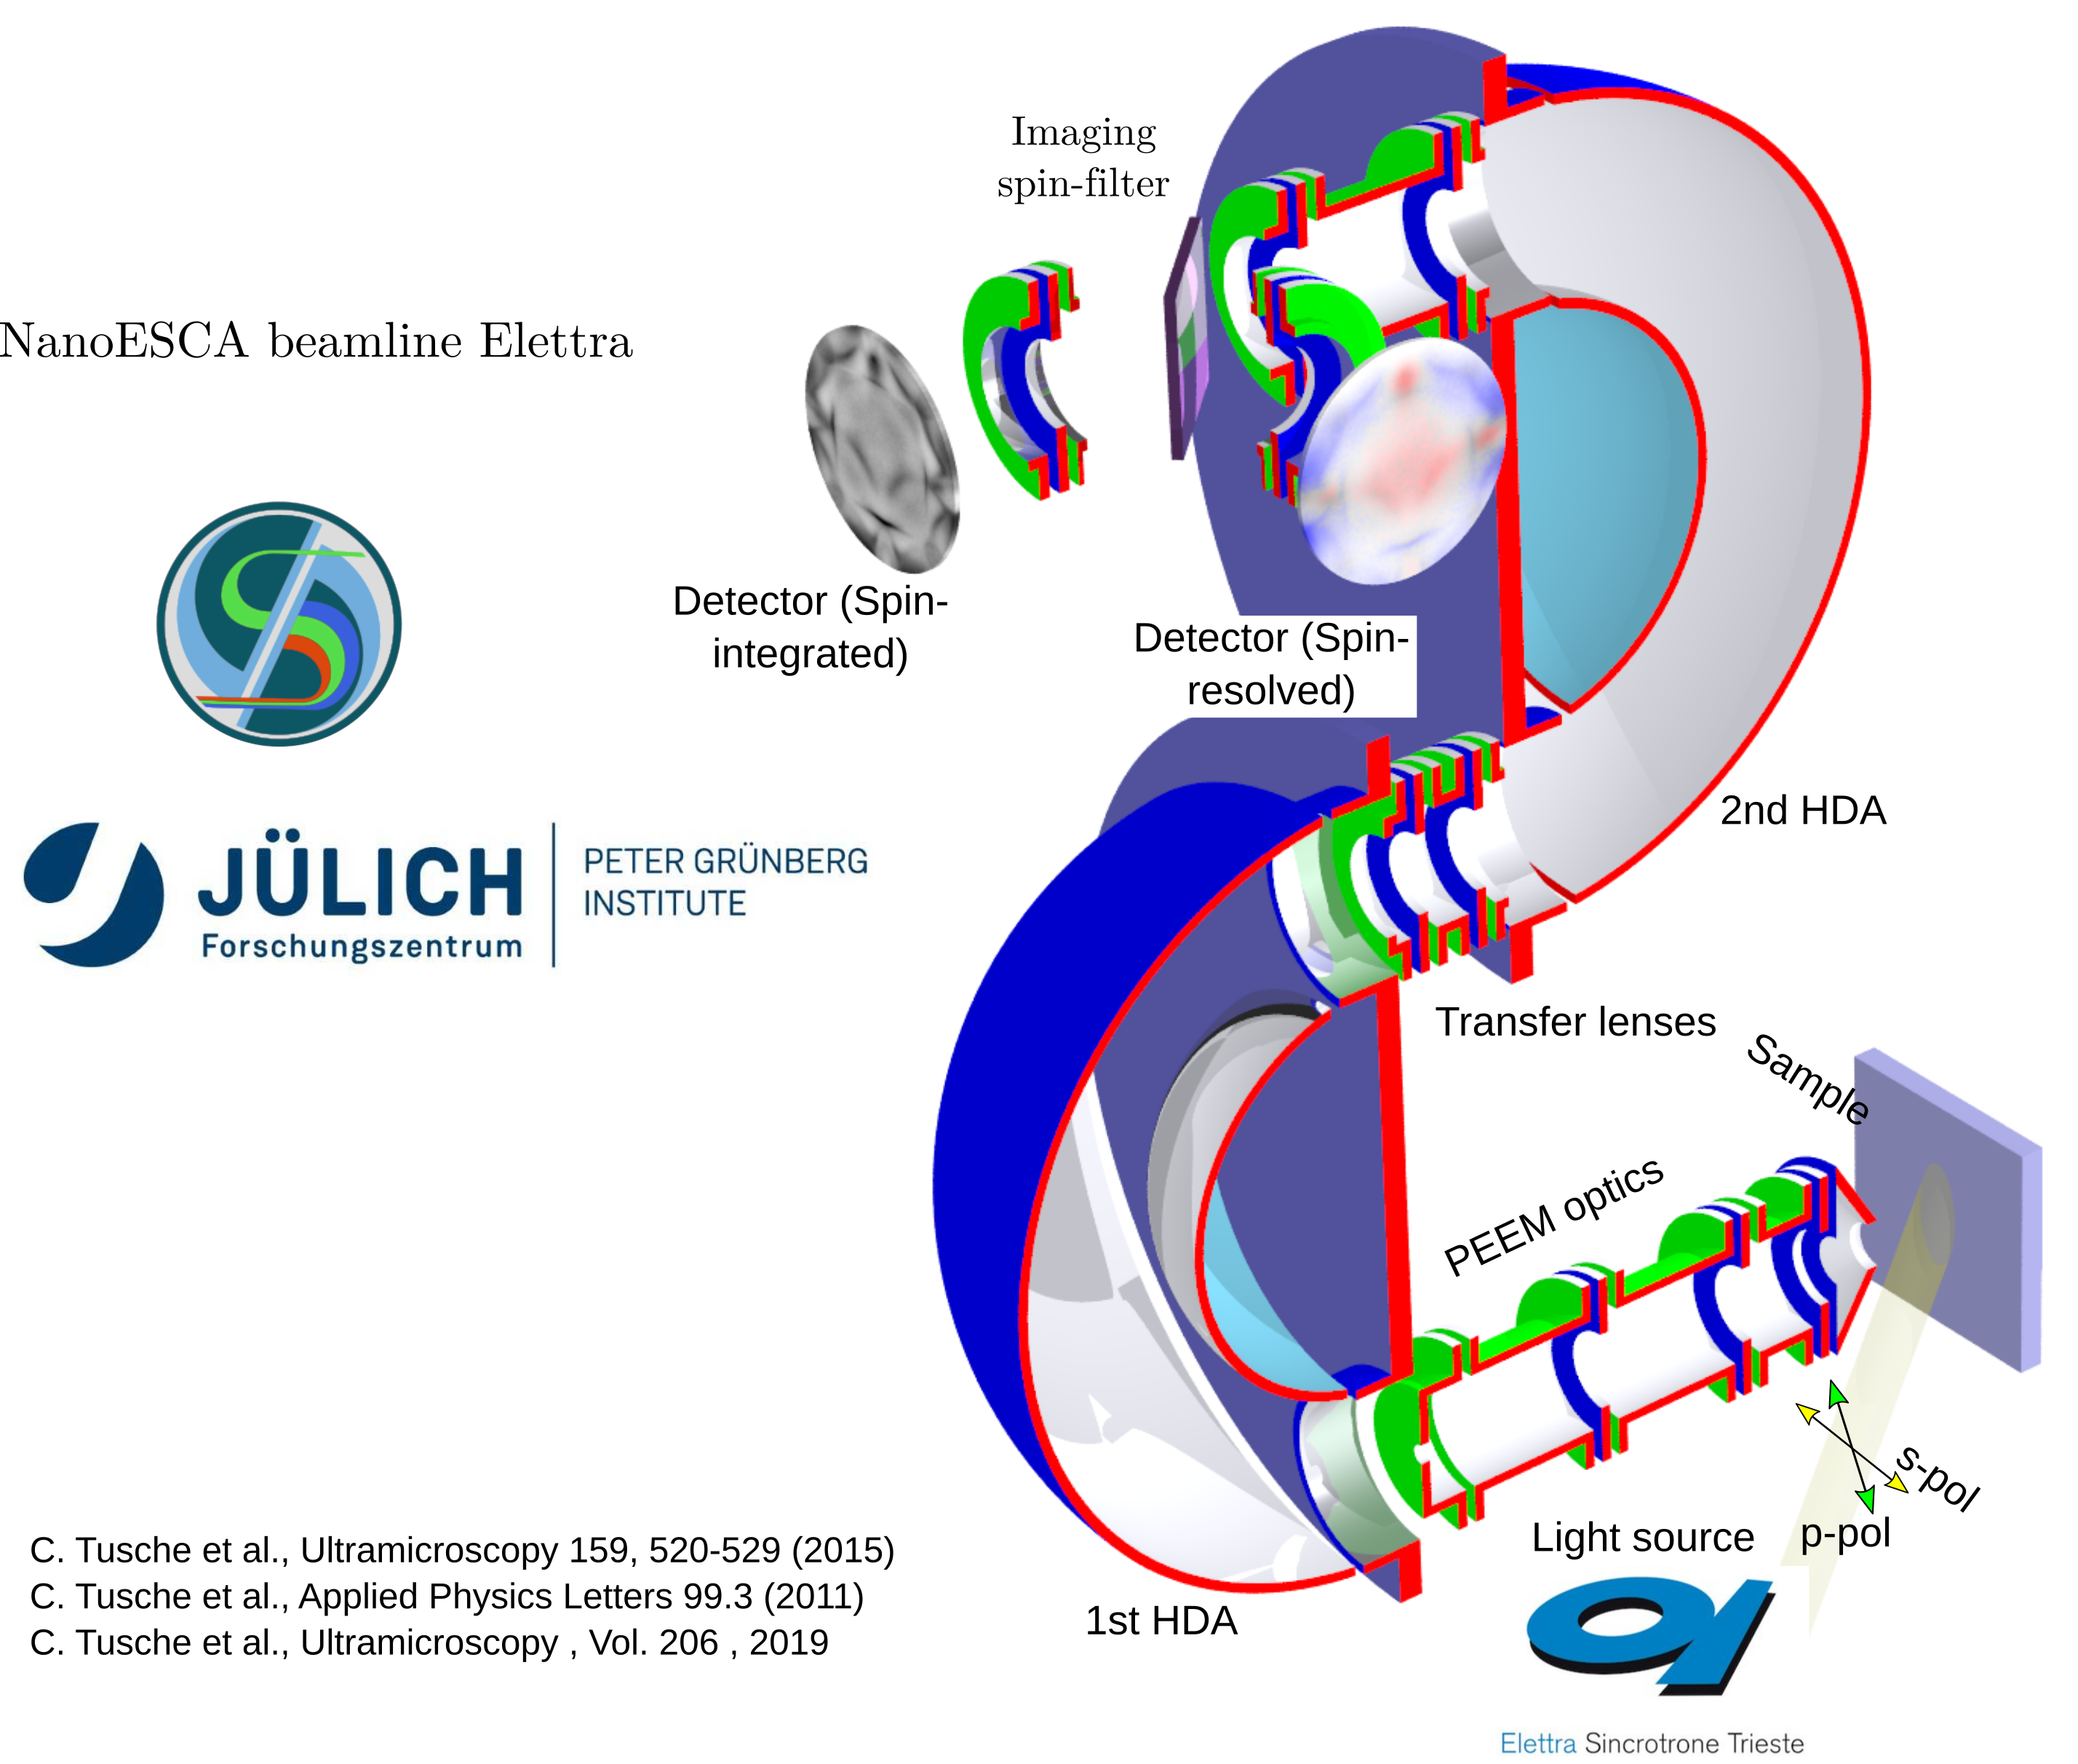 Imaging
spin-filter
NanoESCA beamline Elettra
Detector (Spin-
integrated)
Detector (Spin-
resolved)
2nd HDA
JÜLICH
Forschungszentrum
PETER GRÜNBERG
INSTITUTE
Transfer lenses
Sample
PEEM optics
s-pol
p-pol
Light source
1st HDA
C. Tusche et al., Ultramicroscopy 159, 520-529 (2015)
C. Tusche et al., Applied Physics Letters 99.3 (2011)
C. Tusche et al., Ultramicroscopy , Vol. 206 , 2019
Elettra Sincrotrone Trieste